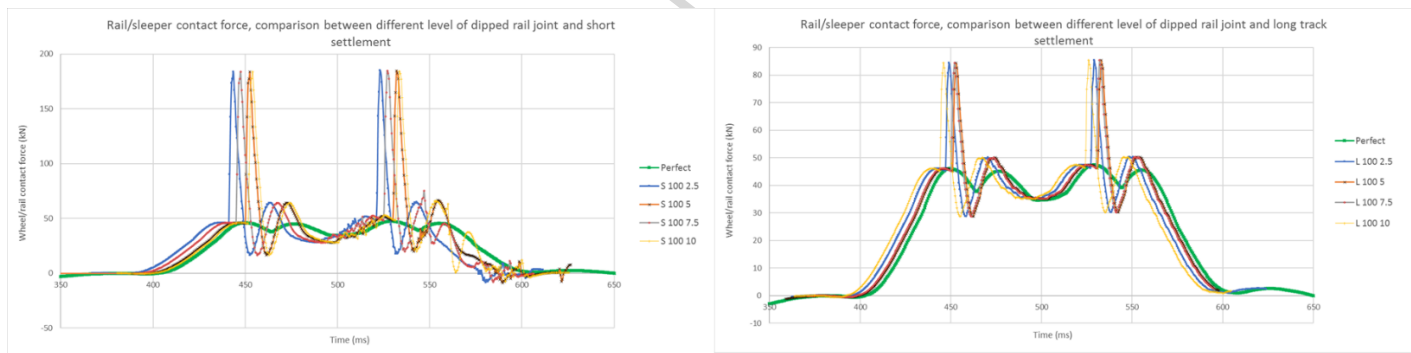 Rail/sleeper contact force, comparison between different level of dipped rail joint and short
settlement
200
150
100
50
0
-50
350
400
450
500
550
600
650
Wheel/rail contact force (kN)
Time (ms)
Perfect
S 100 2.5
S 100 5
S 100 7.5
S 100 10
Rail/sleeper contact force, comparison between different level of dipped rail joint and long track
settlement
90
80
70
60
50
40
30
20
10
0
-10
350
400
450
500
550
600
650
Wheel/rail contact force (kN)
Time (ms)
Perfect
L 100 2.5
L 100 5
L 100 7.5
L 100 10